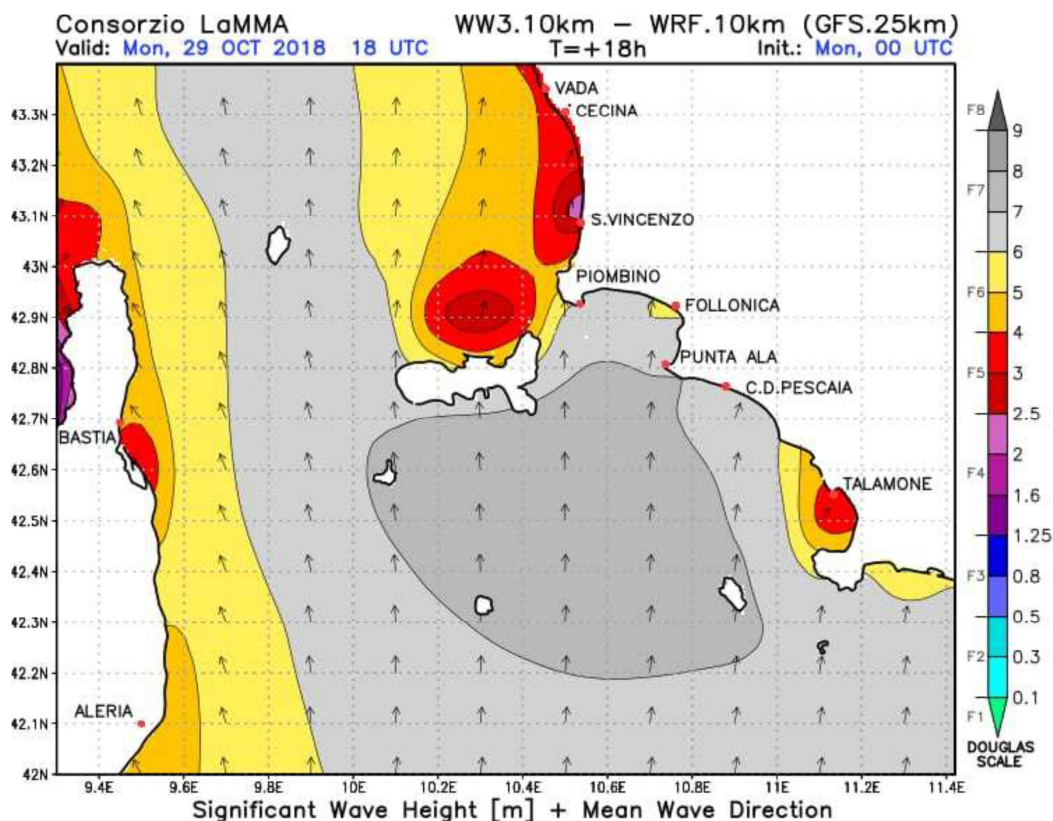 Consorzio LaMMA WW3.10km – WRF.10km (GFS.25km)
Valid: Mon, 29 OCT 2018 18 UTC T=+18h Init.: Mon, 00 UTC
43.3N
43.2N
43.1N
43N
42.9N
42.8N
42.7N
42.6N
42.5N
42.4N
42.3N
42.2N
42.1N
42N
VADA
CECINA
S.VINCENZO
PIOMBINO
FOLLONICA
PUNTA ALA
C.D.PESCAIA
BASTIA
TALAMONE
ALERIA
9.4E 9.6E 9.8E 10E 10.2E 10.4E 10.6E 10.8E 11E 11.2E 11.4E
Significant Wave Height [m] + Mean Wave Direction
F8
F7
F6
F5
F4
F3
F2
F1
9
8
7
6
5
4
3
2.5
2
1.6
1.25
0.8
0.5
0.3
0.1
DOUGLAS
SCALE